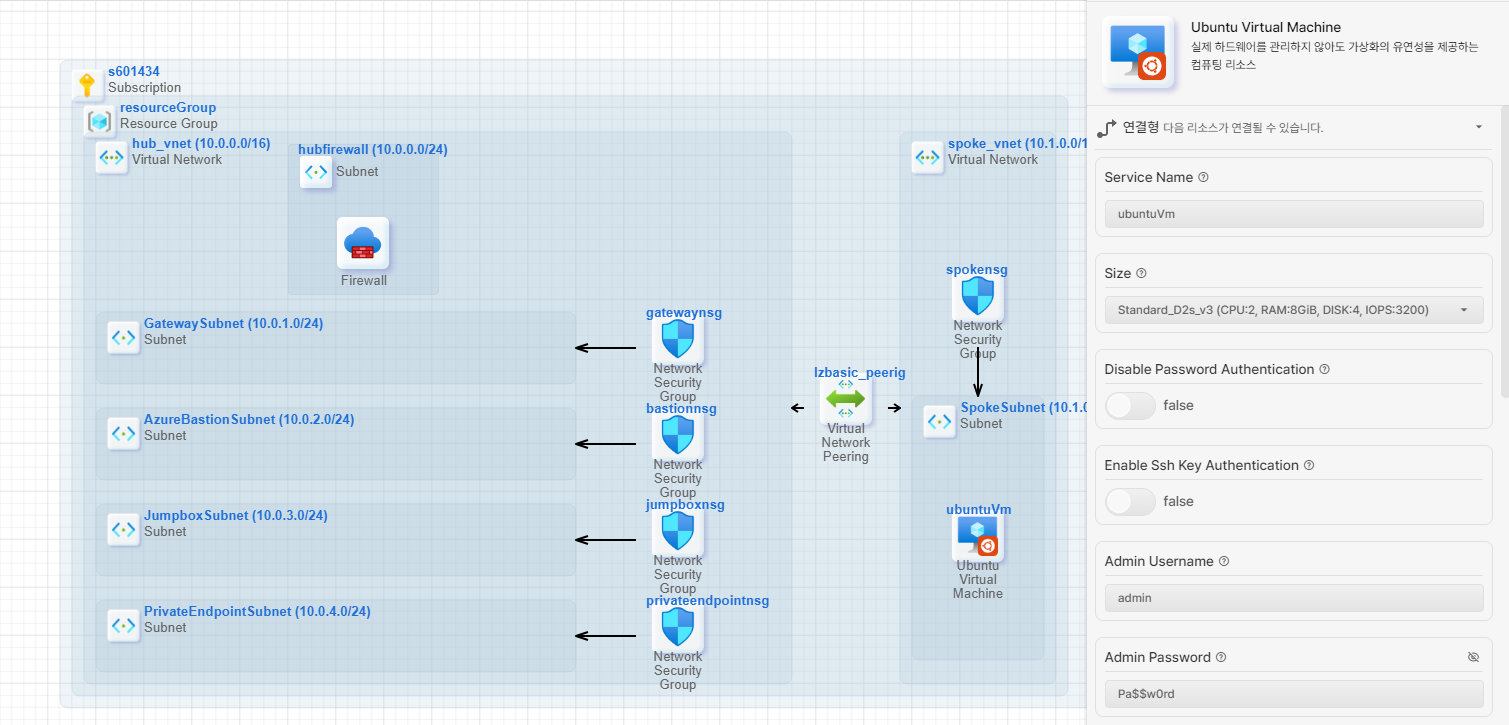 s601434
Subscription
resourceGroup
Resource Group
hub_vnet (10.0.0.0/16)
Virtual Network
hubfirewall (10.0.0.0/24)
Subnet
Firewall
GatewaySubnet (10.0.1.0/24)
Subnet
AzureBastionSubnet (10.0.2.0/24)
Subnet
JumpboxSubnet (10.0.3.0/24)
Subnet
PrivateEndpointSubnet (10.0.4.0/24)
Subnet
gatewaynsg
Network
Security
Group
bastionnsg
Network
Security
Group
jumpboxnsg
Network
Security
Group
privateendpointnsg
Network
Security
Group
lzbasic_peerig
Virtual
Network
Peering
spoke_vnet (10.1.0.0/1
Virtual Network
spokensg
Network
Security
Group
SpokeSubnet (10.1.0
Subnet
ubuntuVm
Ubuntu
Virtual
Machine
Ubuntu Virtual Machine
실제 하드웨어를 관리하지 않아도 가상화의 유연성을 제공하는
컴퓨팅 리소스
연결형 다음 리소스가 연결될 수 있습니다.
Service Name
ubuntuVm
Size
Standard_D2s_v3 (CPU:2, RAM:8GiB, DISK:4, IOPS:3200)
Disable Password Authentication
false
Enable Ssh Key Authentication
false
Admin Username
admin
Admin Password
Pa$$w0rd